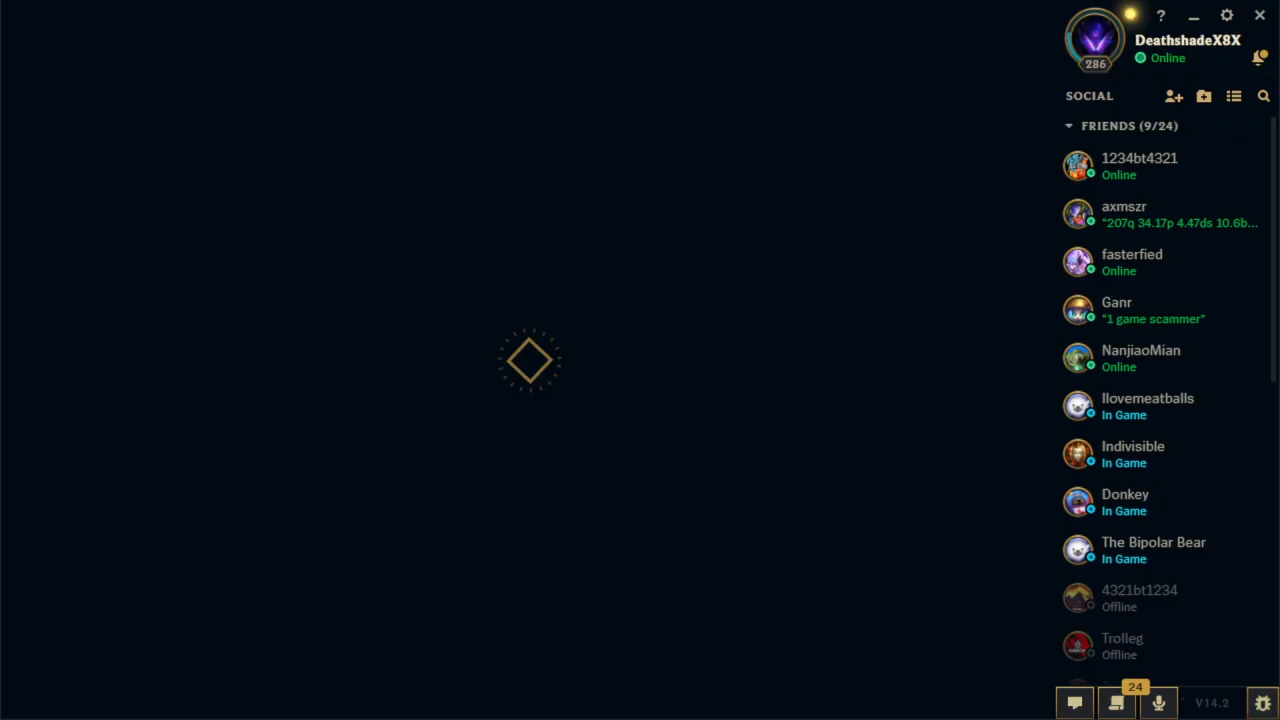 ?
DeathshadeX8X
286
Online
SOCIAL
FRIENDS (9/24)
1234bt4321
Online
axmszr
"207q 34.17p 4.47ds 10.6b...
fasterfied
Online
Ganr
"1 game scammer"
NanjiaoMian
Online
Ilovemeatballs
In Game
Indivisible
In Game
Donkey
In Game
The Bipolar Bear
In Game
4321bt1234
Offline
Trolleg
Offline
24
V14.2